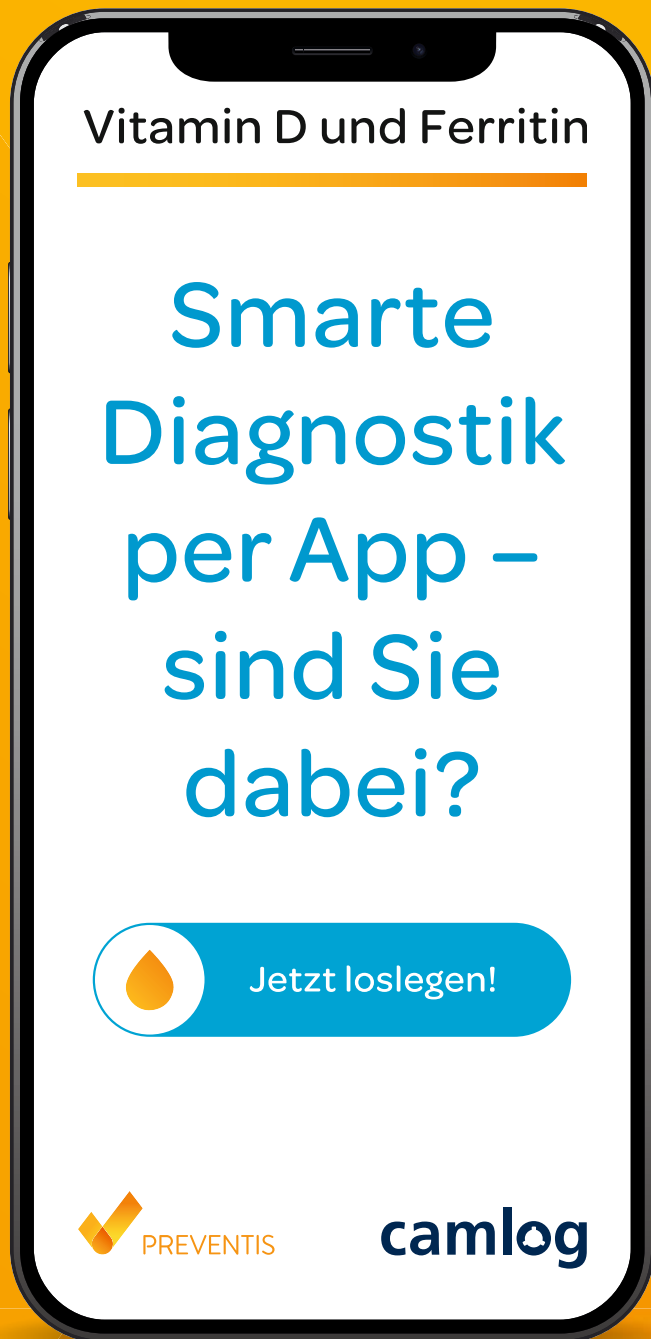 Vitamin D und Ferritin
Smarte
Diagnostik
per App –
sind Sie
dabei?
Jetzt loslegen!
PREVENTIS
camlog